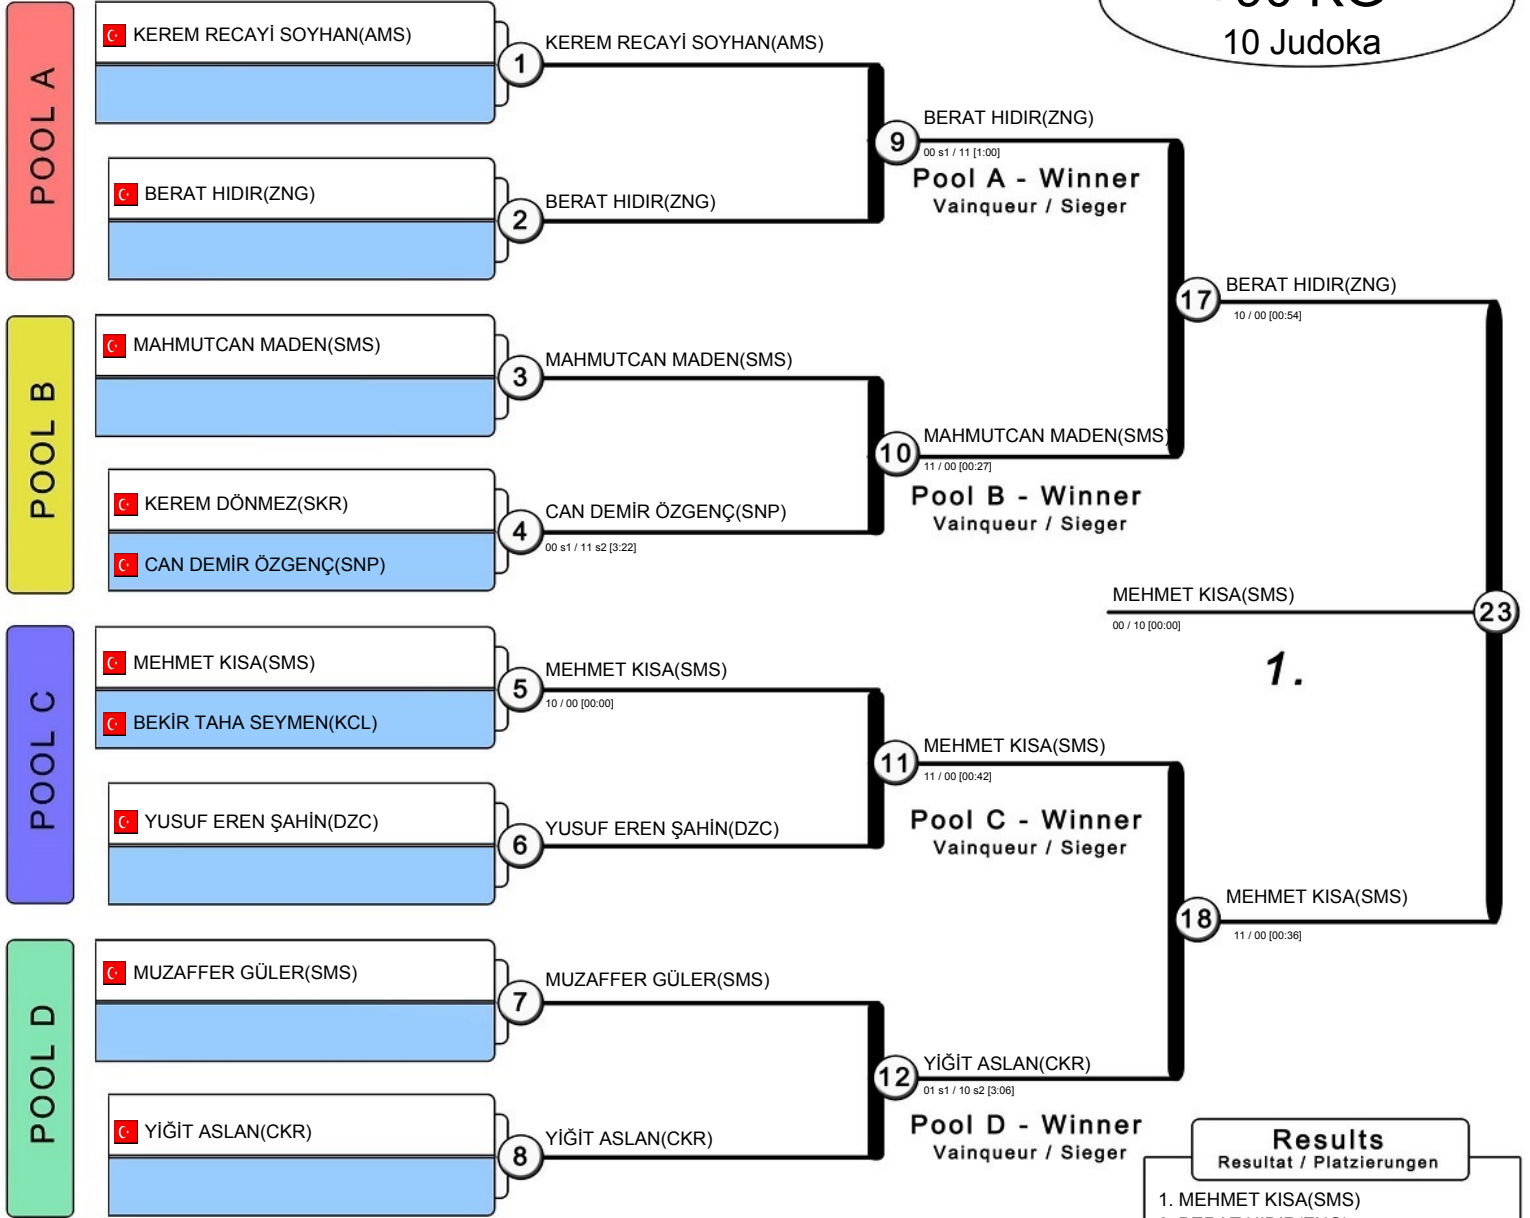 10 Judoka
POOL A
KEREM RECAYİ SOYHAN(AMS)
1
KEREM RECAYİ SOYHAN(AMS)
BERAT HIDIR(ZNG)
2
BERAT HIDIR(ZNG)
9
BERAT HIDIR(ZNG)
00 s1 / 11 [1:00]
Pool A - Winner
Vainqueur / Sieger
POOL B
MAHMUTCAN MADEN(SMS)
3
MAHMUTCAN MADEN(SMS)
KEREM DÖNMEZ(SKR)
CAN DEMİR ÖZGENÇ(SNP)
4
CAN DEMİR ÖZGENÇ(SNP)
00 s1 / 11 s2 [3:22]
10
MAHMUTCAN MADEN(SMS)
11 / 00 [00:27]
Pool B - Winner
Vainqueur / Sieger
17
BERAT HIDIR(ZNG)
10 / 00 [00:54]
POOL C
MEHMET KISA(SMS)
BEKİR TAHA SEYMEN(KCL)
5
MEHMET KISA(SMS)
10 / 00 [00:00]
YUSUF EREN ŞAHİN(DZC)
6
YUSUF EREN ŞAHİN(DZC)
11
MEHMET KISA(SMS)
11 / 00 [00:42]
Pool C - Winner
Vainqueur / Sieger
POOL D
MUZAFFER GÜLER(SMS)
7
MUZAFFER GÜLER(SMS)
YİĞİT ASLAN(CKR)
8
YİĞİT ASLAN(CKR)
12
YİĞİT ASLAN(CKR)
01 s1 / 10 s2 [3:06]
Pool D - Winner
Vainqueur / Sieger
18
MEHMET KISA(SMS)
11 / 00 [00:36]
23
MEHMET KISA(SMS)
00 / 10 [00:00]
1.
Results
Resultat / Platzierungen
1. MEHMET KISA(SMS)